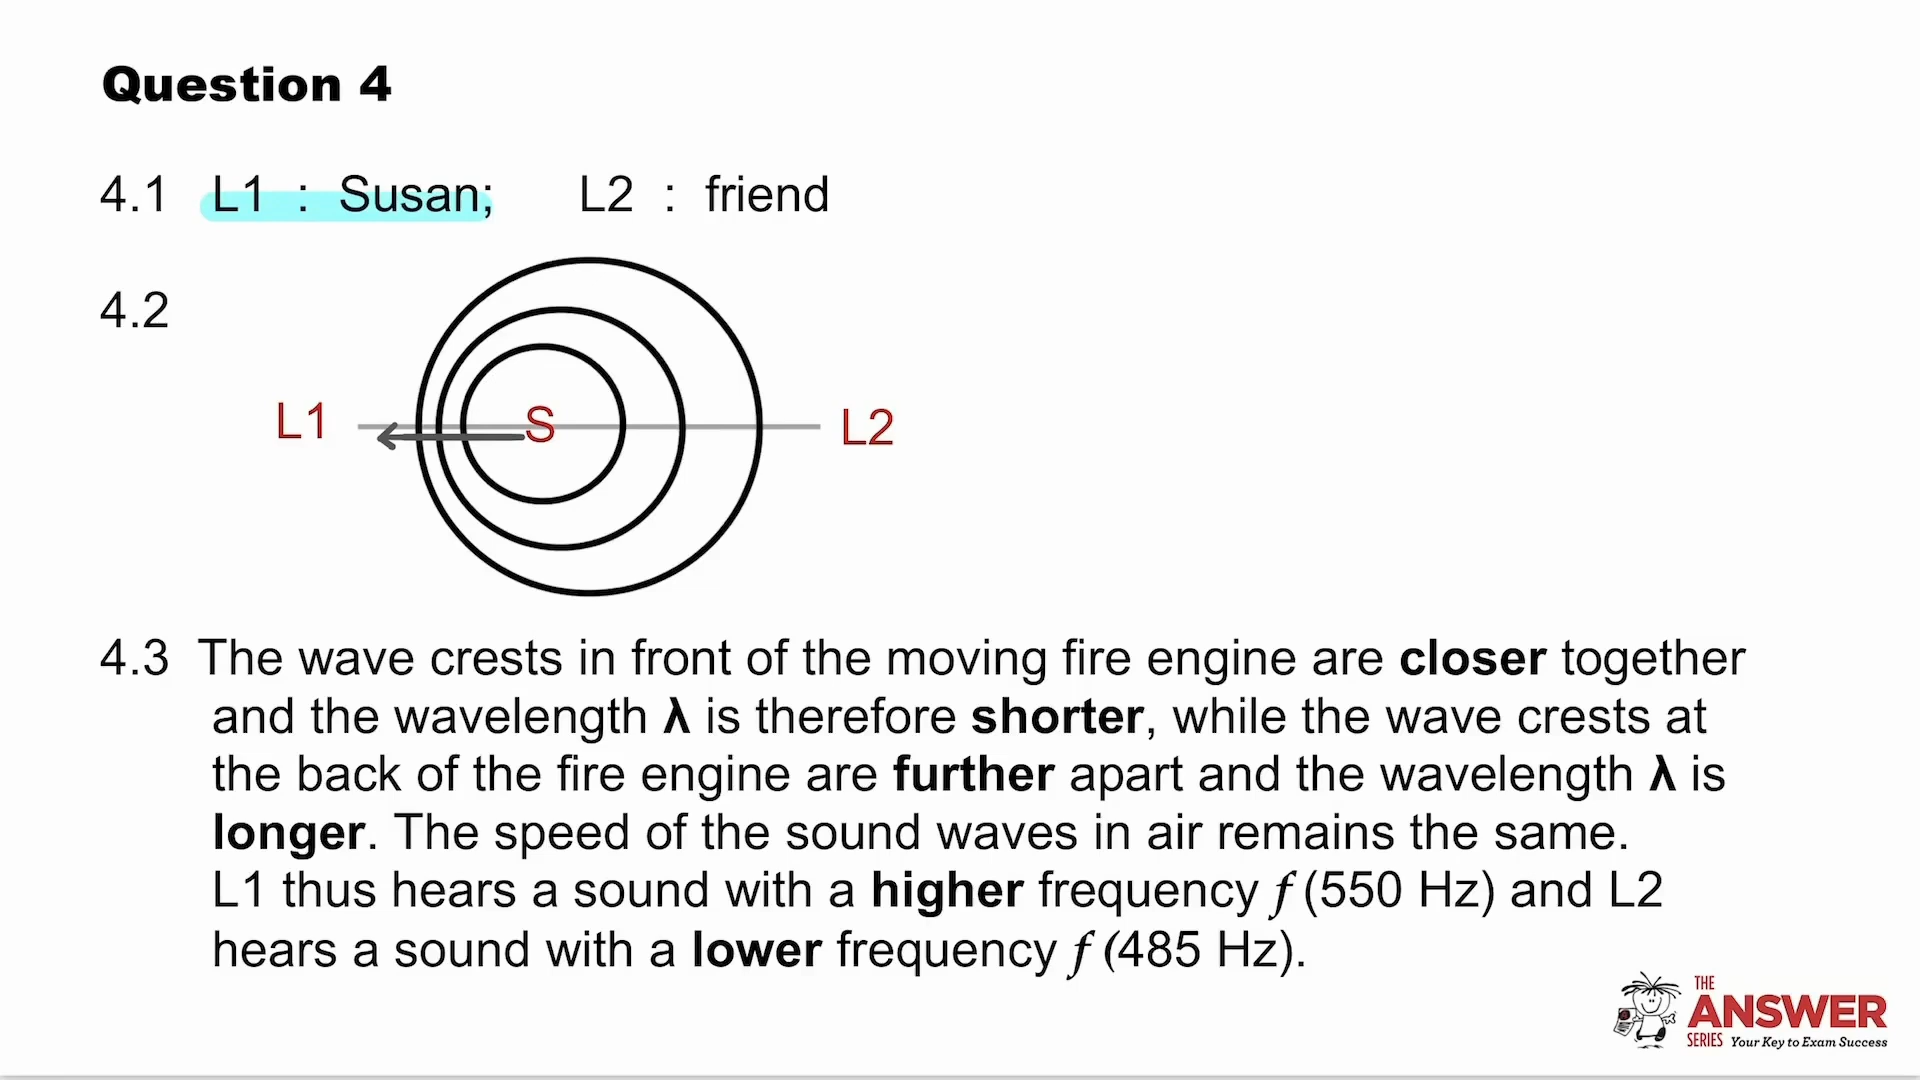 Question 4
4.1 L1 : Susan; L2 : friend
4.2
L1 S L2
4.3 The wave crests in front of the moving fire engine are closer together
and the wavelength λ is therefore shorter, while the wave crests at
the back of the fire engine are further apart and the wavelength λ is
longer. The speed of the sound waves in air remains the same.
L1 thus hears a sound with a higher frequency f (550 Hz) and L2
hears a sound with a lower frequency f (485 Hz).
THE
ANSWER
SERIES Your Key to Exam Success